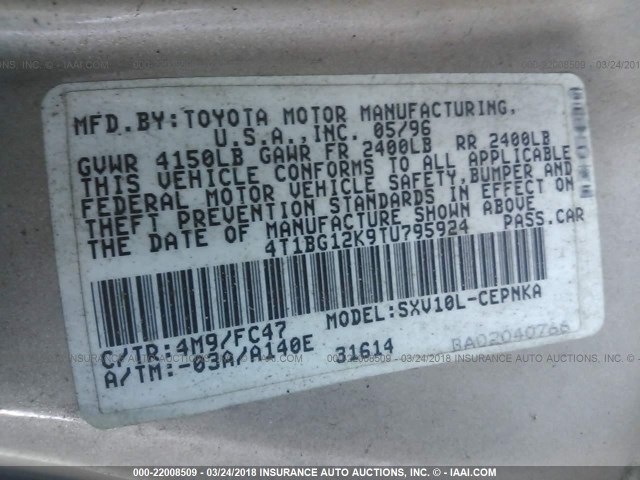 MFD.BY:TOYOTA MOTOR MANUFACTURING,
U.S.A.,INC. 05/96
GVWR 4150LB GAWR FR 2400LB RR 2400LB
THIS VEHICLE CONFORMS TO ALL APPLICABLE
FEDERAL MOTOR VEHICLE SAFETY,BUMPER AND
THEFT PREVENTION STANDARDS IN EFFECT ON
THE DATE OF MANUFACTURE SHOWN ABOVE
4T1BG12K9TU795924 PASS.CAR
MODEL:SXV10L-CEPNKA
C/TR:4M9/FC47
A/TM:-03A/A140E 31614
BA02040766
000-22008509 - 03/24/2018 - INSURANCE AUTO AUCTIONS, INC. - © - IAAI.COM